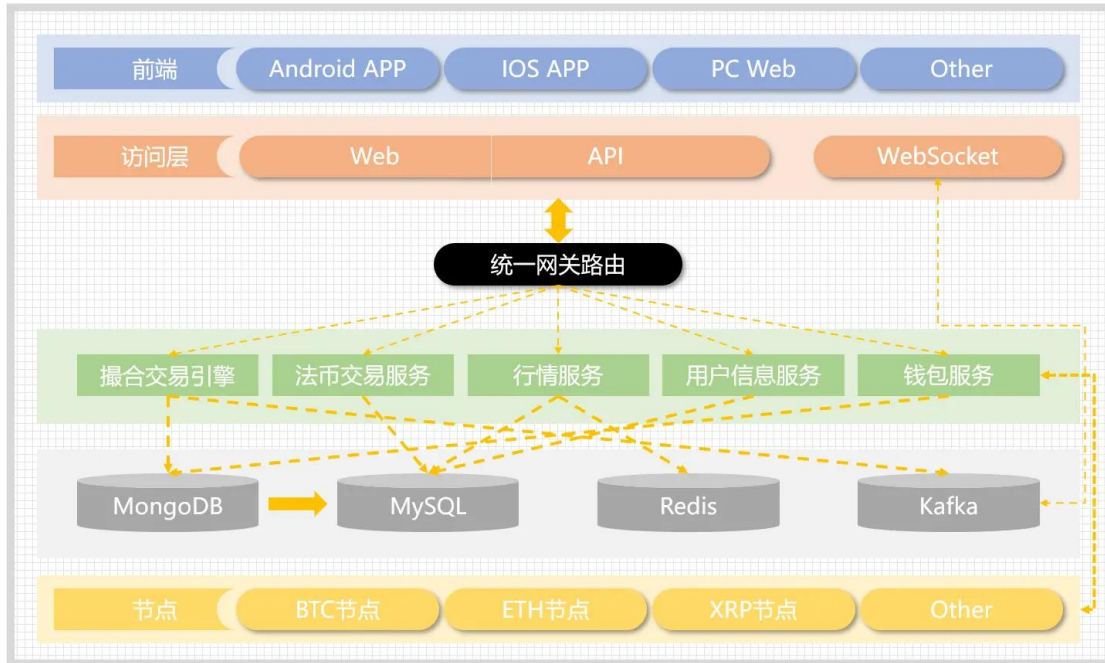 前端 Android APP IOS APP PC Web Other
访问层 Web API WebSocket
统一网关路由
撮合交易引擎 法币交易服务 行情服务 用户信息服务 钱包服务
MongoDB MySQL Redis Kafka
节点 BTC节点 ETH节点 XRP节点 Other